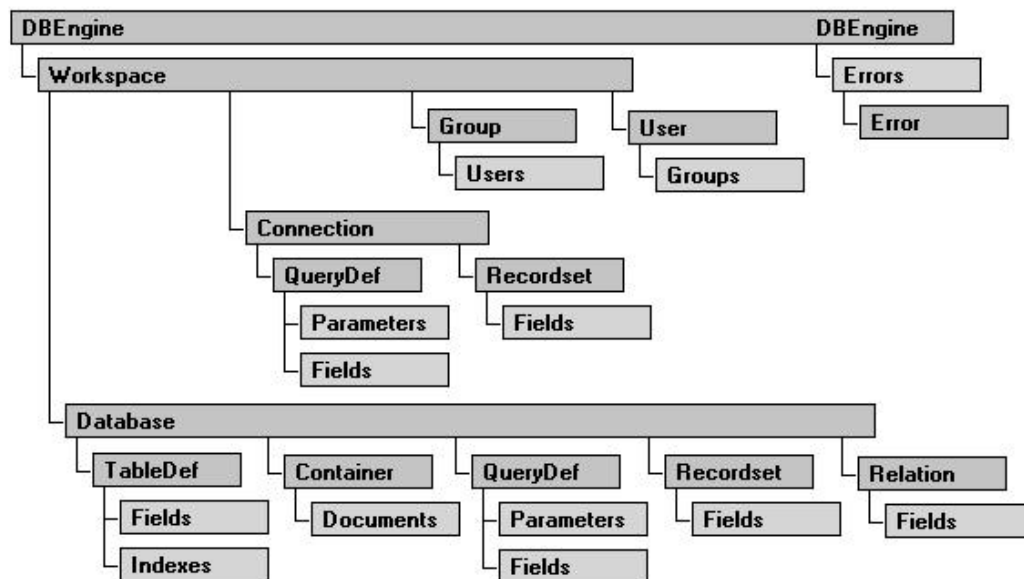 DBEngine DBEngine
Workspace Errors
Error
Group User
Users Groups
Connection
QueryDef Recordset
Parameters Fields
Fields
Database
TableDef Container QueryDef Recordset Relation
Fields Documents Parameters Fields Fields
Indexes Fields